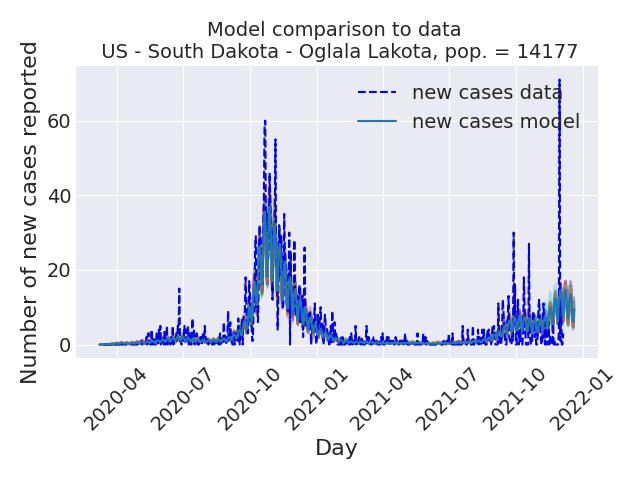 Model comparison to data
US - South Dakota - Oglala Lakota, pop. = 14177
new cases data
new cases model
Number of new cases reported
60
40
20
0
2020-04
2020-07
2020-10
2021-01
2021-04
2021-07
2021-10
2022-01
Day